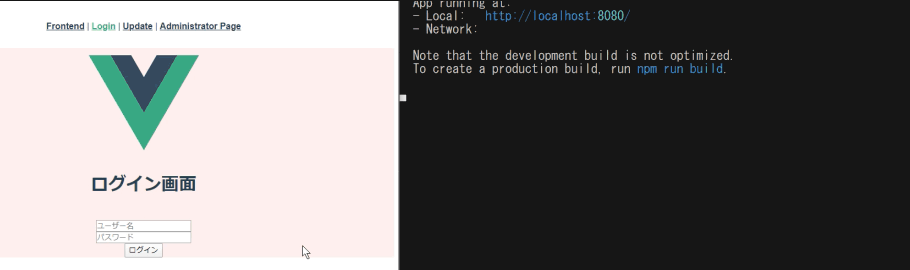 Frontend | Login | Update | Administrator Page
ログイン画面
ユーザー名
パスワード
ログイン
App running at:
- Local: http://localhost:8080/
- Network:
Note that the development build is not optimized.
To create a production build, run npm run build.